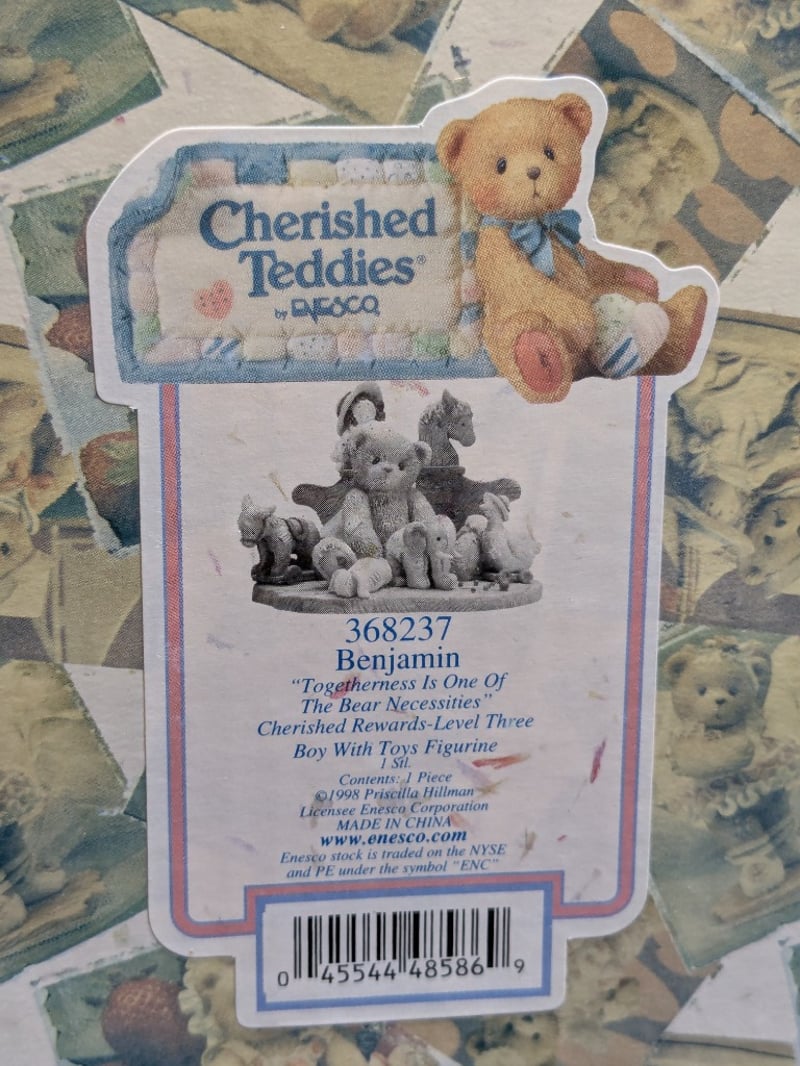 Cherished
Teddies®
by ENESCO
368237
Benjamin
"Togetherness Is One Of
The Bear Necessities"
Cherished Rewards-Level Three
Boy With Toys Figurine
1 Stl.
Contents: 1 Piece
©1998 Priscilla Hillman
Licensee Enesco Corporation
MADE IN CHINA
www.enesco.com
Enesco stock is traded on the NYSE
and PE under the symbol "ENC"
0 45544 48586 9